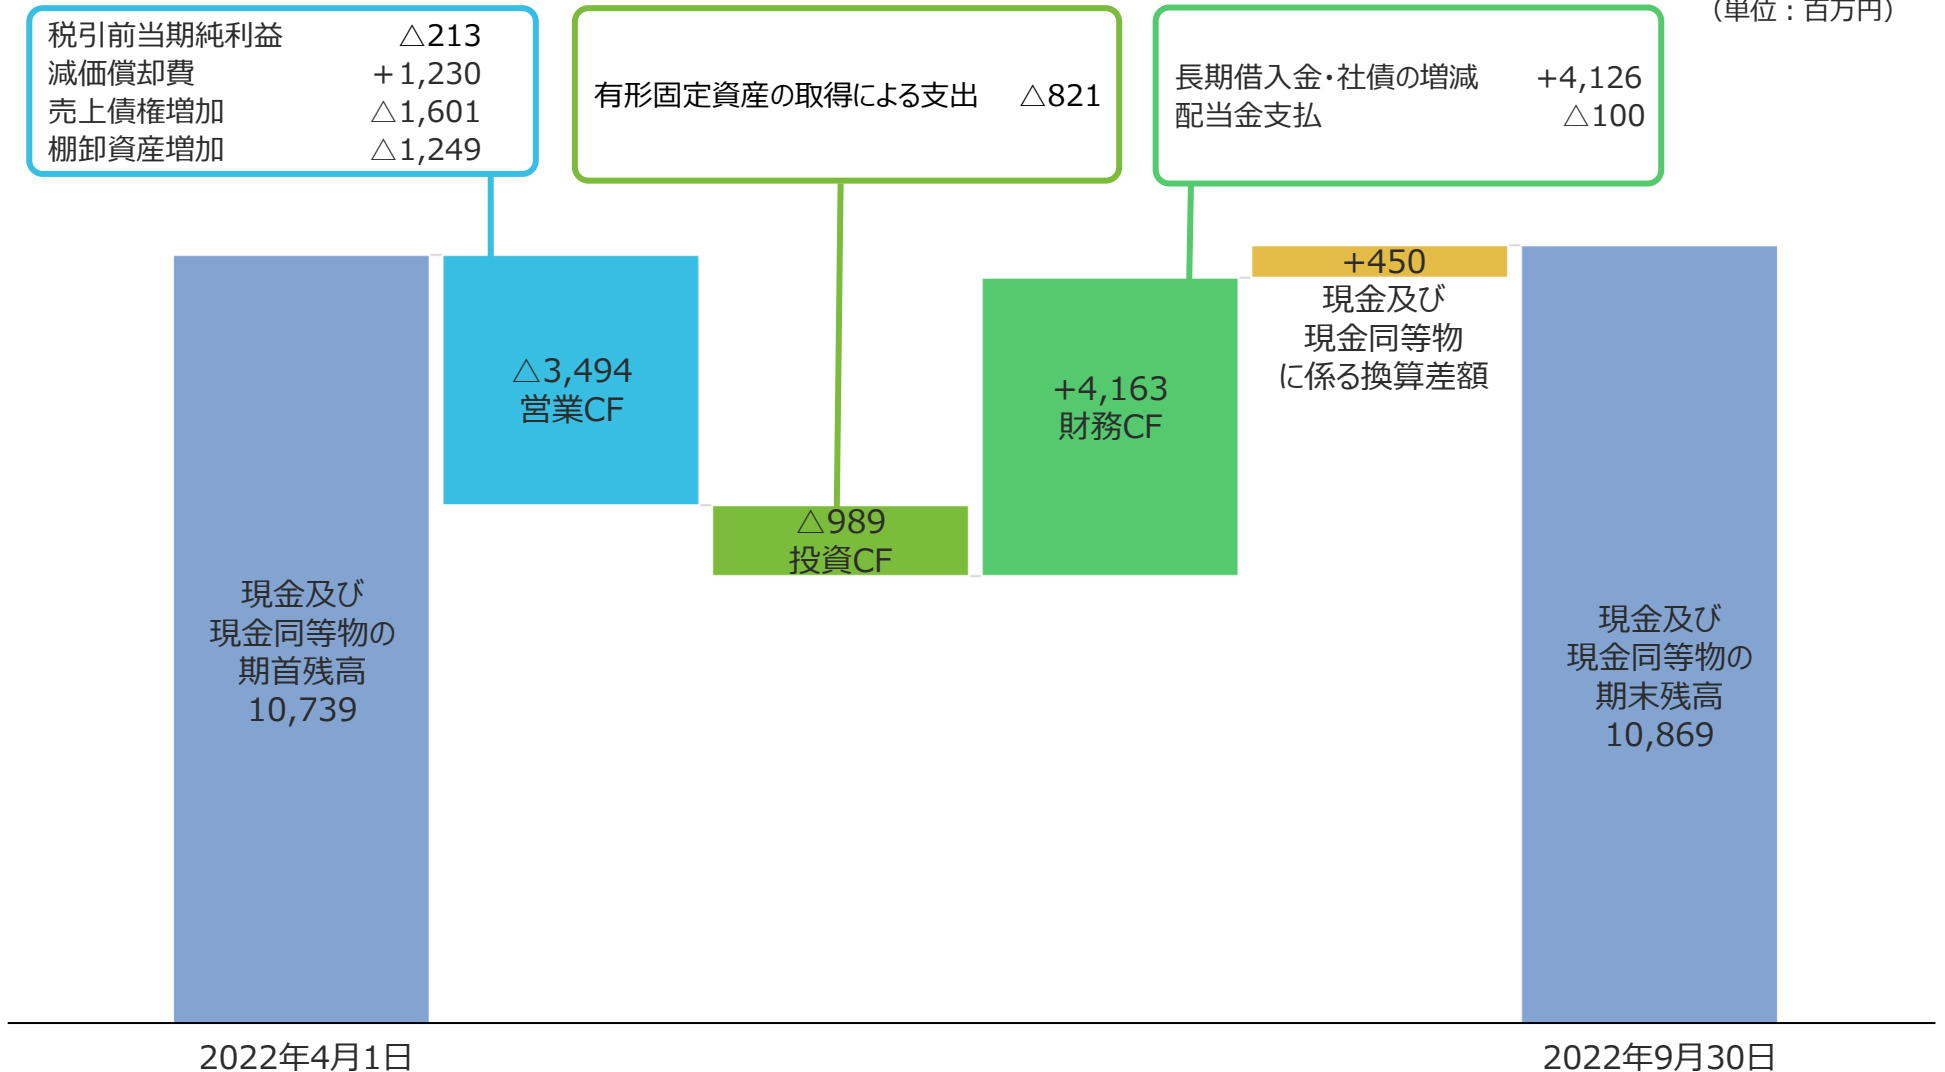 （単位：百万円）
税引前当期純利益 △213
減価償却費 +1,230
売上債権増加 △1,601
棚卸資産増加 △1,249
有形固定資産の取得による支出 △821
長期借入金・社債の増減 +4,126
配当金支払 △100
現金及び
現金同等物の
期首残高
10,739
△3,494
営業CF
△989
投資CF
+4,163
財務CF
+450
現金及び
現金同等物
に係る換算差額
現金及び
現金同等物の
期末残高
10,869
2022年4月1日
2022年9月30日